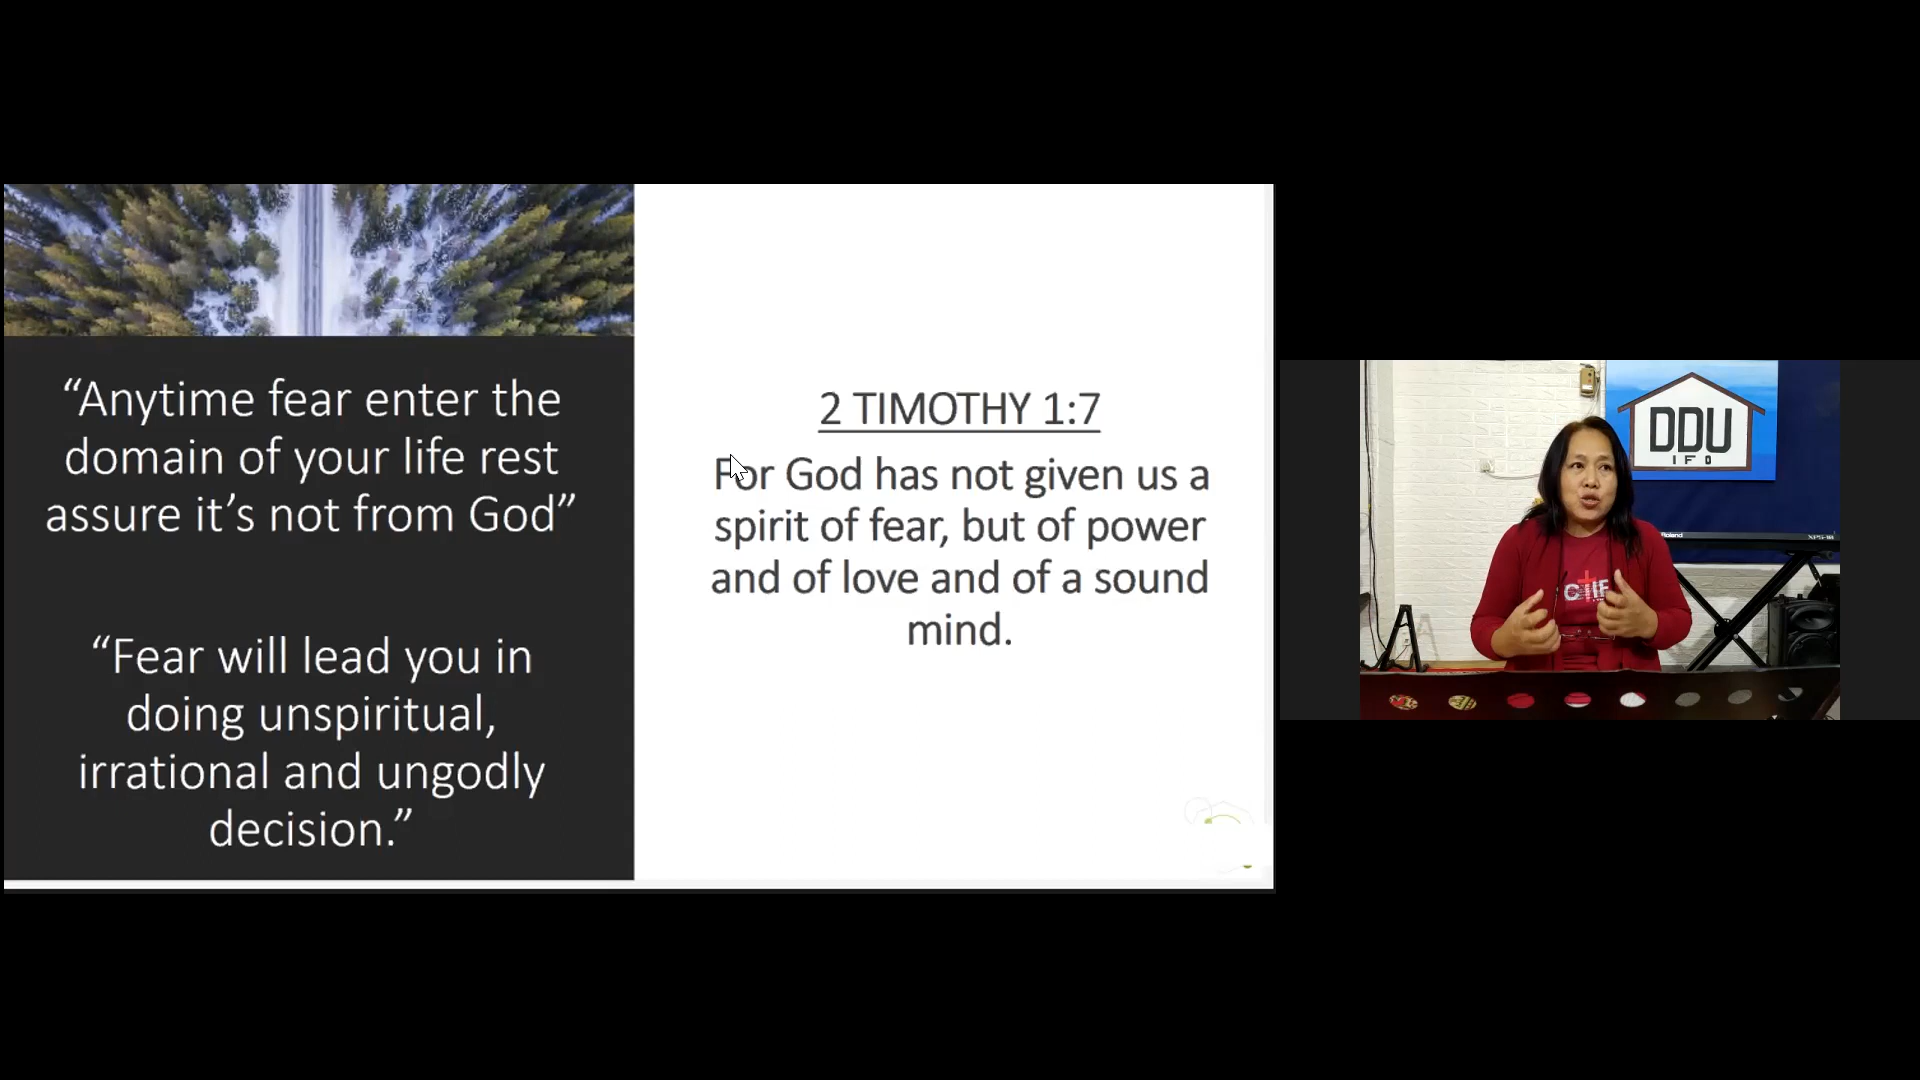 “Anytime fear enter the
domain of your life rest
assure it’s not from God”
“Fear will lead you in
doing unspiritual,
irrational and ungodly
decision.”
2 TIMOTHY 1:7
For God has not given us a
spirit of fear, but of power
and of love and of a sound
mind.
DDU
IFO
Roland